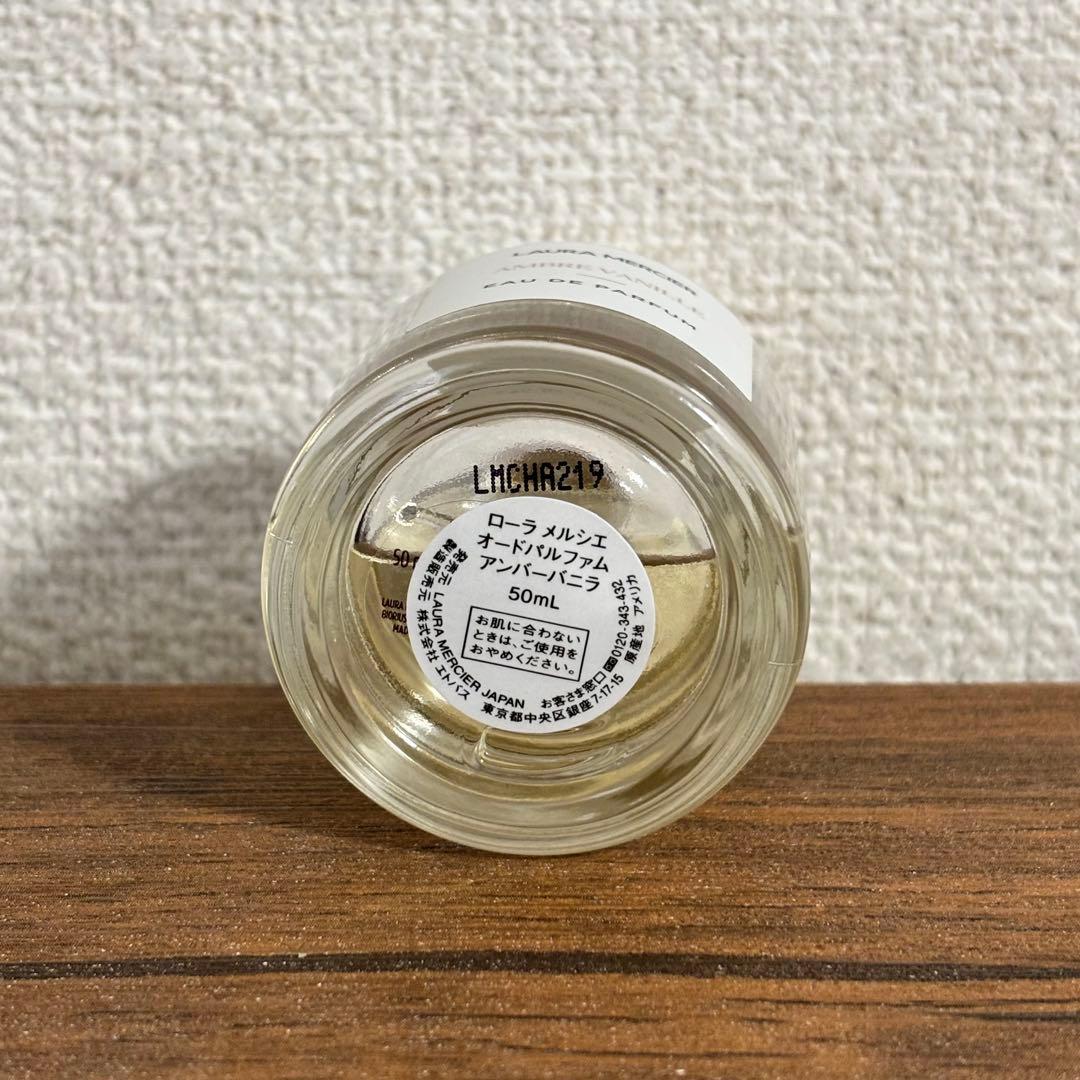 LAURA MERCIER
AMBRE VANILLE
EAU DE PARFUM
LMCHA219
ローラ メルシエ
オードパルファム
アンバーバニラ
50mL
お肌に合わない
ときは、ご使用を
おやめください。
発売元 LAURA MERCIER JAPAN お客さま窓口 0120-343-432
製造販売元 株式会社 エトバス 東京都中央区銀座7-17-15 原産地 アメリカ
50
LAURA